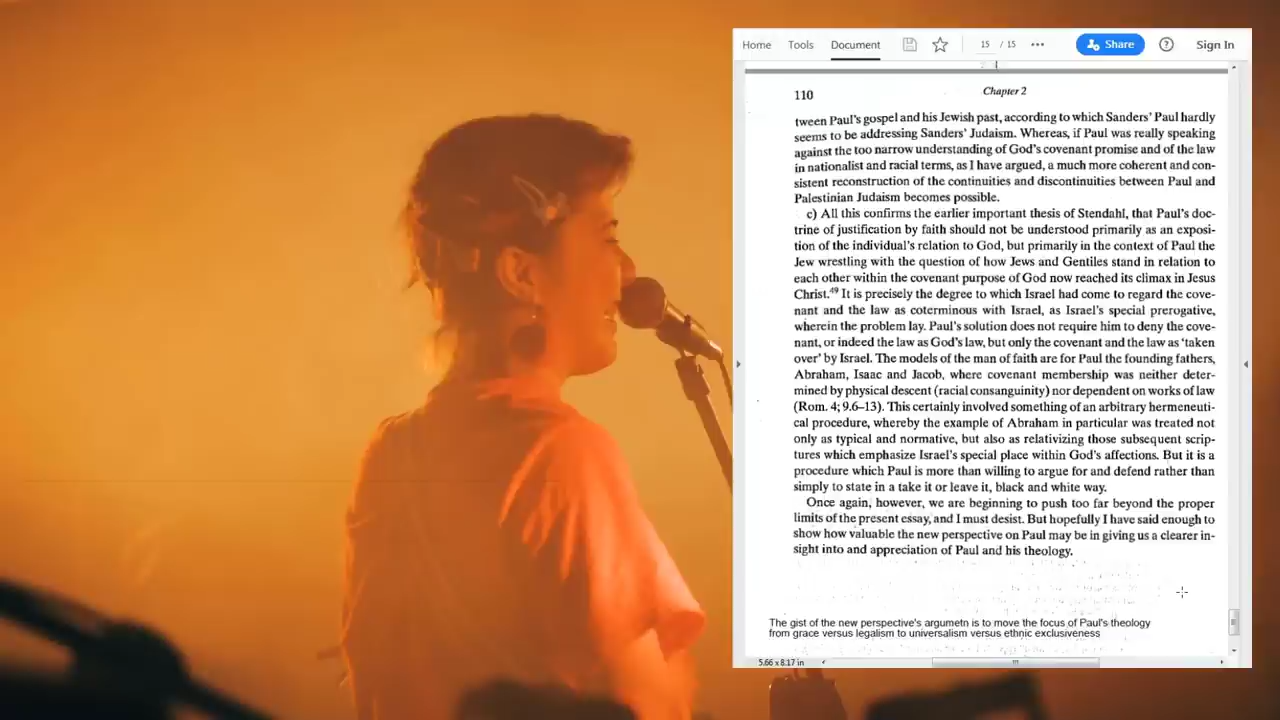 Home Tools Document 15 / 15 Share Sign In
110 Chapter 2
tween Paul's gospel and his Jewish past, according to which Sanders' Paul hardly
seems to be addressing Sanders' Judaism. Whereas, if Paul was really speaking
against the too narrow understanding of God's covenant promise and of the law
in nationalist and racial terms, as I have argued, a much more coherent and con-
sistent reconstruction of the continuities and discontinuities between Paul and
Palestinian Judaism becomes possible.
c) All this confirms the earlier important thesis of Stendahl, that Paul's doc-
trine of justification by faith should not be understood primarily as an exposi-
tion of the individual's relation to God, but primarily in the context of Paul the
Jew wrestling with the question of how Jews and Gentiles stand in relation to
each other within the covenant purpose of God now reached its climax in Jesus
Christ.⁴⁹ It is precisely the degree to which Israel had come to regard the cove-
nant and the law as coterminous with Israel, as Israel's special prerogative,
wherein the problem lay. Paul's solution does not require him to deny the cove-
nant, or indeed the law as God's law, but only the covenant and the law as 'taken
over' by Israel. The models of the man of faith are for Paul the founding fathers,
Abraham, Isaac and Jacob, where covenant membership was neither deter-
mined by physical descent (racial consanguinity) nor dependent on works of law
(Rom. 4; 9.6–13). This certainly involved something of an arbitrary hermeneuti-
cal procedure, whereby the example of Abraham in particular was treated not
only as typical and normative, but also as relativizing those subsequent scrip-
tures which emphasize Israel's special place within God's affections. But it is a
procedure which Paul is more than willing to argue for and defend rather than
simply to state in a take it or leave it, black and white way.
Once again, however, we are beginning to push too far beyond the proper
limits of the present essay, and I must desist. But hopefully I have said enough to
show how valuable the new perspective on Paul may be in giving us a clearer in-
sight into and appreciation of Paul and his theology.
The gist of the new perspective's argumetn is to move the focus of Paul's theology
from grace versus legalism to universalism versus ethnic exclusiveness
5.66 x 8.17 in